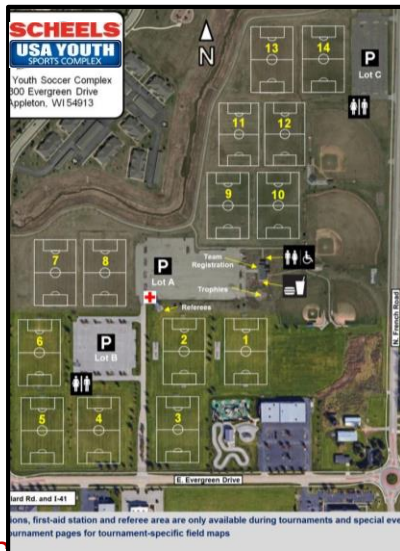 SCHEELS
USA YOUTH
SPORTS COMPLEX
Youth Soccer Complex
300 Evergreen Drive
Appleton, WI 54913
N
13
14
P
Lot C
11
12
9
10
7
8
P
Lot A
Team
Registration
Trophies
Referees
6
P
Lot B
2
1
5
4
3
N. French Road
E. Evergreen Drive
lard Rd. and I-41
ions, first-aid station and referee area are only available during tournaments and special eve
ournament pages for tournament-specific field maps